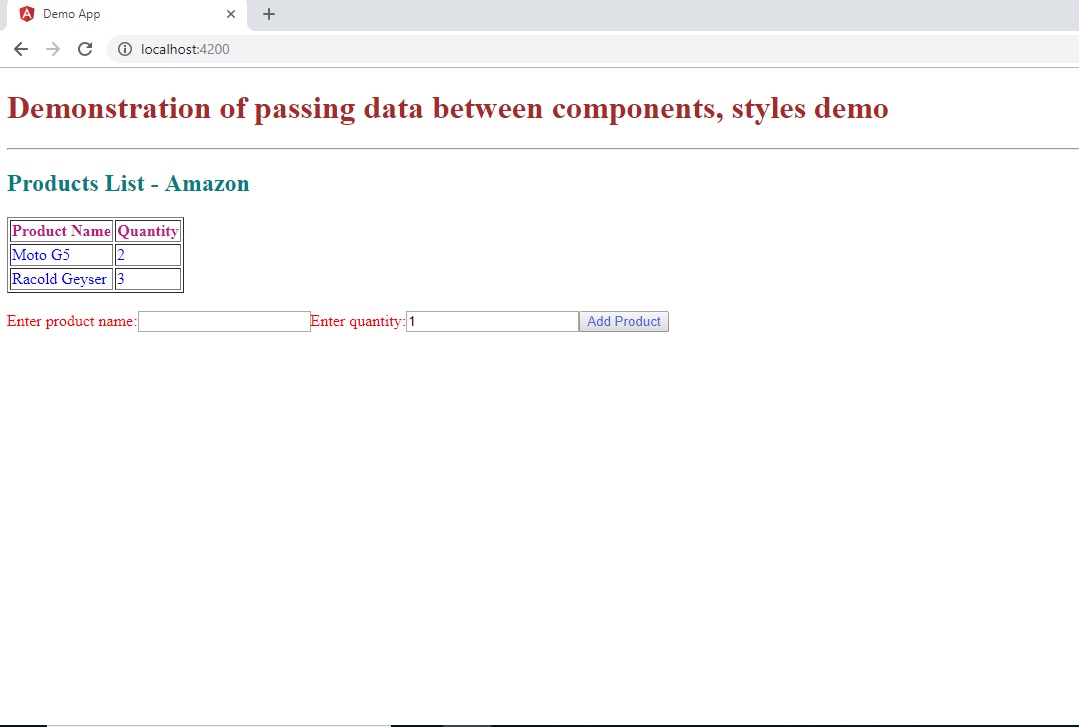 Demo App
localhost:4200
Demonstration of passing data between components, styles demo
Products List - Amazon
Product Name Quantity
Moto G5 2
Racold Geyser 3
Enter product name: Enter quantity: 1 Add Product